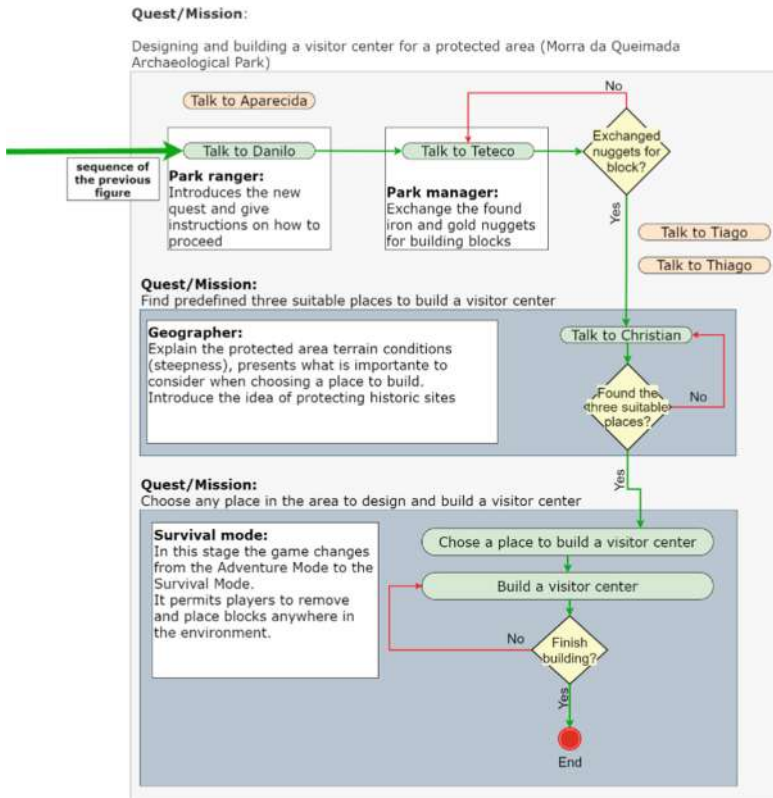 Quest/Mission:
Designing and building a visitor center for a protected area (Morra da Queimada
Archaeological Park)
No
Talk to Aparecida
Talk to Danilo
Talk to Teteco
Exchanged
nuggets for
block?
sequence of
the previous
figure
Park ranger:
Introduces the new
quest and give
instructions on how to
proceed
Park manager:
Exchange the found
iron and gold nuggets
for building blocks
Yes
Talk to Tiago
Talk to Thiago
Quest/Mission:
Find predefined three suitable places to build a visitor center
Geographer:
Explain the protected area terrain conditions
(steepness), presents what is importante to
consider when choosing a place to build.
Introduce the idea of protecting historic sites
Talk to Christian
Found the
three suitable
places?
No
Yes
Quest/Mission:
Choose any place in the area to design and build a visitor center
Survival mode:
In this stage the game changes
from the Adventure Mode to the
Survival Mode.
It permits players to remove
and place blocks anywhere in
the environment.
Chose a place to build a visitor center
Build a visitor center
No
Finish
building?
Yes
End